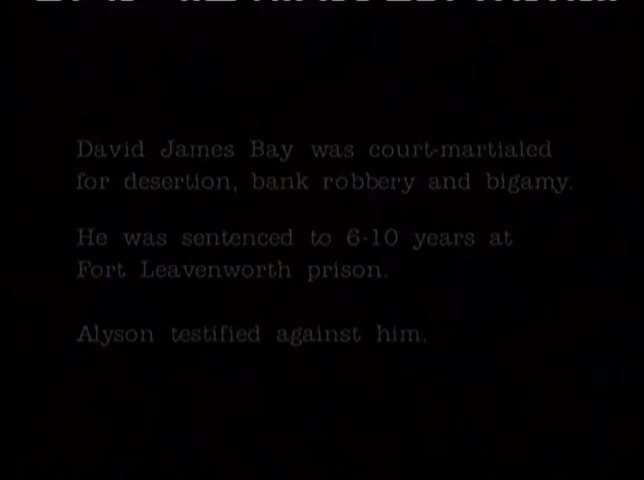 David James Bay was court-martialed
for desertion, bank robbery and bigamy.
He was sentenced to 6-10 years at
Fort Leavenworth prison.
Alyson testified against him.